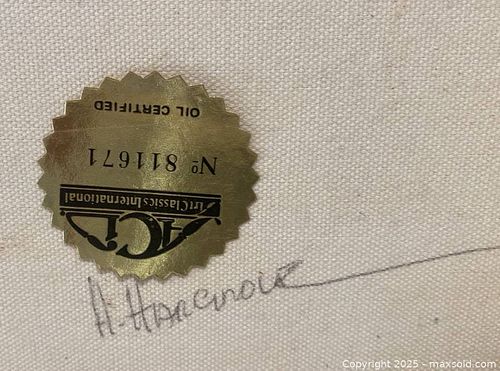 OIL CERTIFIED
Nº 811671
ArtClassics International
ACi
Copyright 2025 - maxsold.com